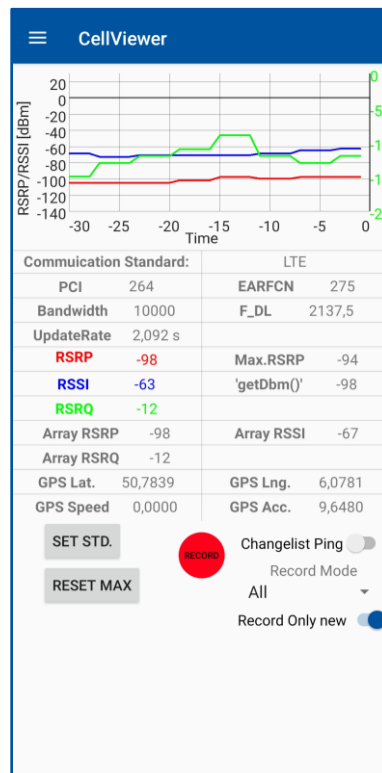 CellViewer
RSRP/RSSI [dBm]
20
0
-20
-40
-60
-80
-100
-120
-140
0
-5
-1
-1
-2
-30 -25 -20 -15 -10 -5 0
Time
Commuication Standard: LTE
PCI 264 EARFCN 275
Bandwidth 10000 F_DL 2137,5
UpdateRate 2,092 s
RSRP -98 Max.RSRP -94
RSSI -63 'getDbm()' -98
RSRQ -12
Array RSRP -98 Array RSSI -67
Array RSRQ -12
GPS Lat. 50,7839 GPS Lng. 6,0781
GPS Speed 0,0000 GPS Acc. 9,6480
SET STD.
RECORD
Changelist Ping
RESET MAX
Record Mode
All
Record Only new